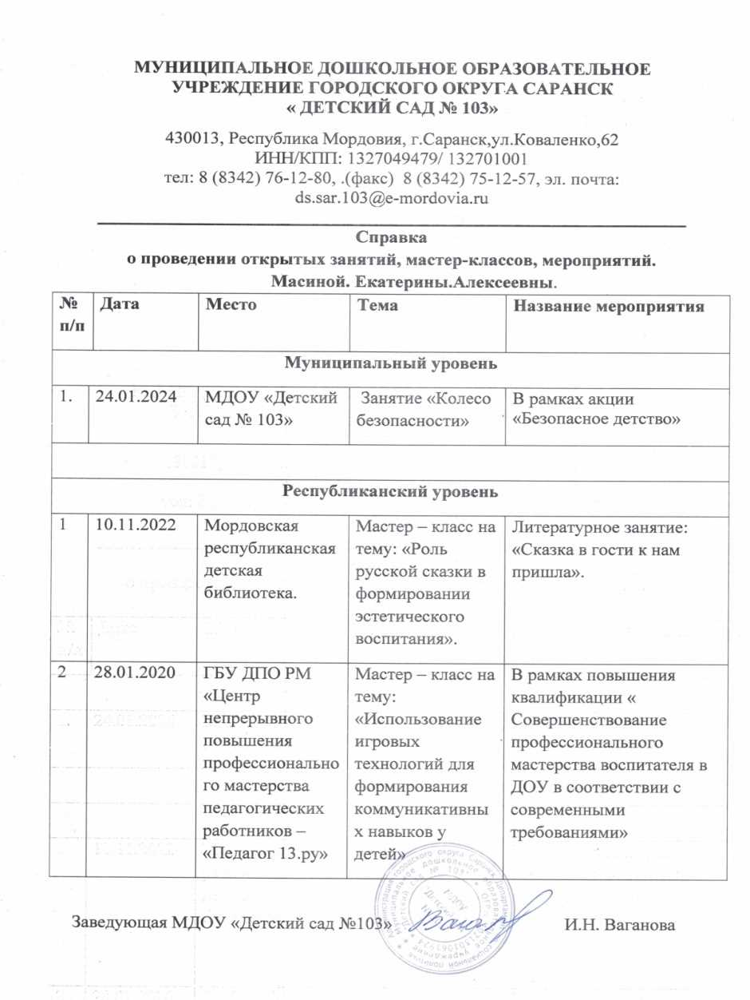 МУНИЦИПАЛЬНОЕ ДОШКОЛЬНОЕ ОБРАЗОВАТЕЛЬНОЕ
УЧРЕЖДЕНИЕ ГОРОДСКОГО ОКРУГА САРАНСК
« ДЕТСКИЙ САД № 103»
430013, Республика Мордовия, г.Саранск,ул.Коваленко,62
ИНН/КПП: 1327049479/ 132701001
тел: 8 (8342) 76-12-80, .(факс) 8 (8342) 75-12-57, эл. почта:
ds.sar.103@e-mordovia.ru
Справка
о проведении открытых занятий, мастер-классов, мероприятий.
Масиной. Екатерины.Алексеевны.
№
п/п
Дата
Место
Тема
Название мероприятия
Муниципальный уровень
1.
24.01.2024
МДОУ «Детский
сад № 103»
Занятие «Колесо
безопасности»
В рамках акции
«Безопасное детство»
Республиканский уровень
1
10.11.2022
Мордовская
республиканская
детская
библиотека.
Мастер – класс на
тему: «Роль
русской сказки в
формировании
эстетического
воспитания».
Литературное занятие:
«Сказка в гости к нам
пришла».
2
28.01.2020
ГБУ ДПО РМ
«Центр
непрерывного
повышения
профессионально
го мастерства
педагогических
работников –
«Педагог 13.ру»
Мастер – класс на
тему:
«Использование
игровых
технологий для
формирования
коммуникативны
х навыков у
детей»
В рамках повышения
квалификации «
Совершенствование
профессионального
мастерства воспитателя в
ДОУ в соответствии с
современными
требованиями»
Заведующая МДОУ «Детский сад №103»
И.Н. Ваганова